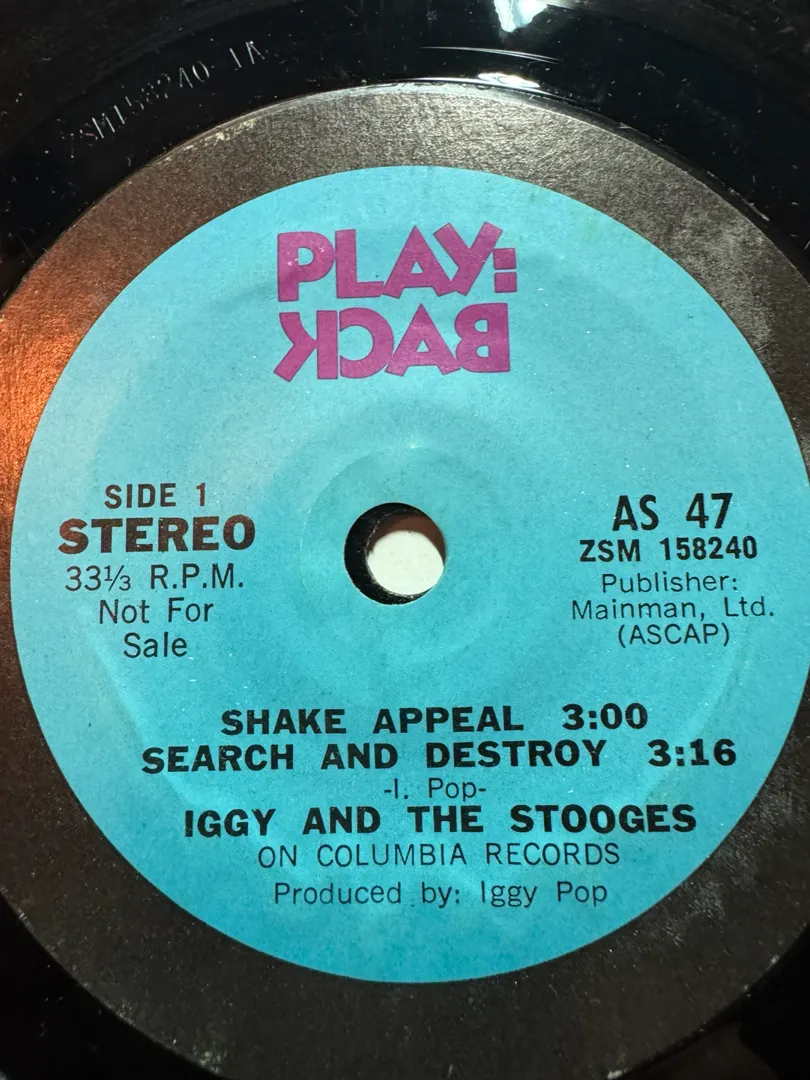 SM158240-1A
PLAY:
BACK
SIDE 1
STEREO
33⅓ R.P.M.
Not For
Sale
AS 47
ZSM 158240
Publisher:
Mainman, Ltd.
(ASCAP)
SHAKE APPEAL 3:00
SEARCH AND DESTROY 3:16
-I. Pop-
IGGY AND THE STOOGES
ON COLUMBIA RECORDS
Produced by: Iggy Pop